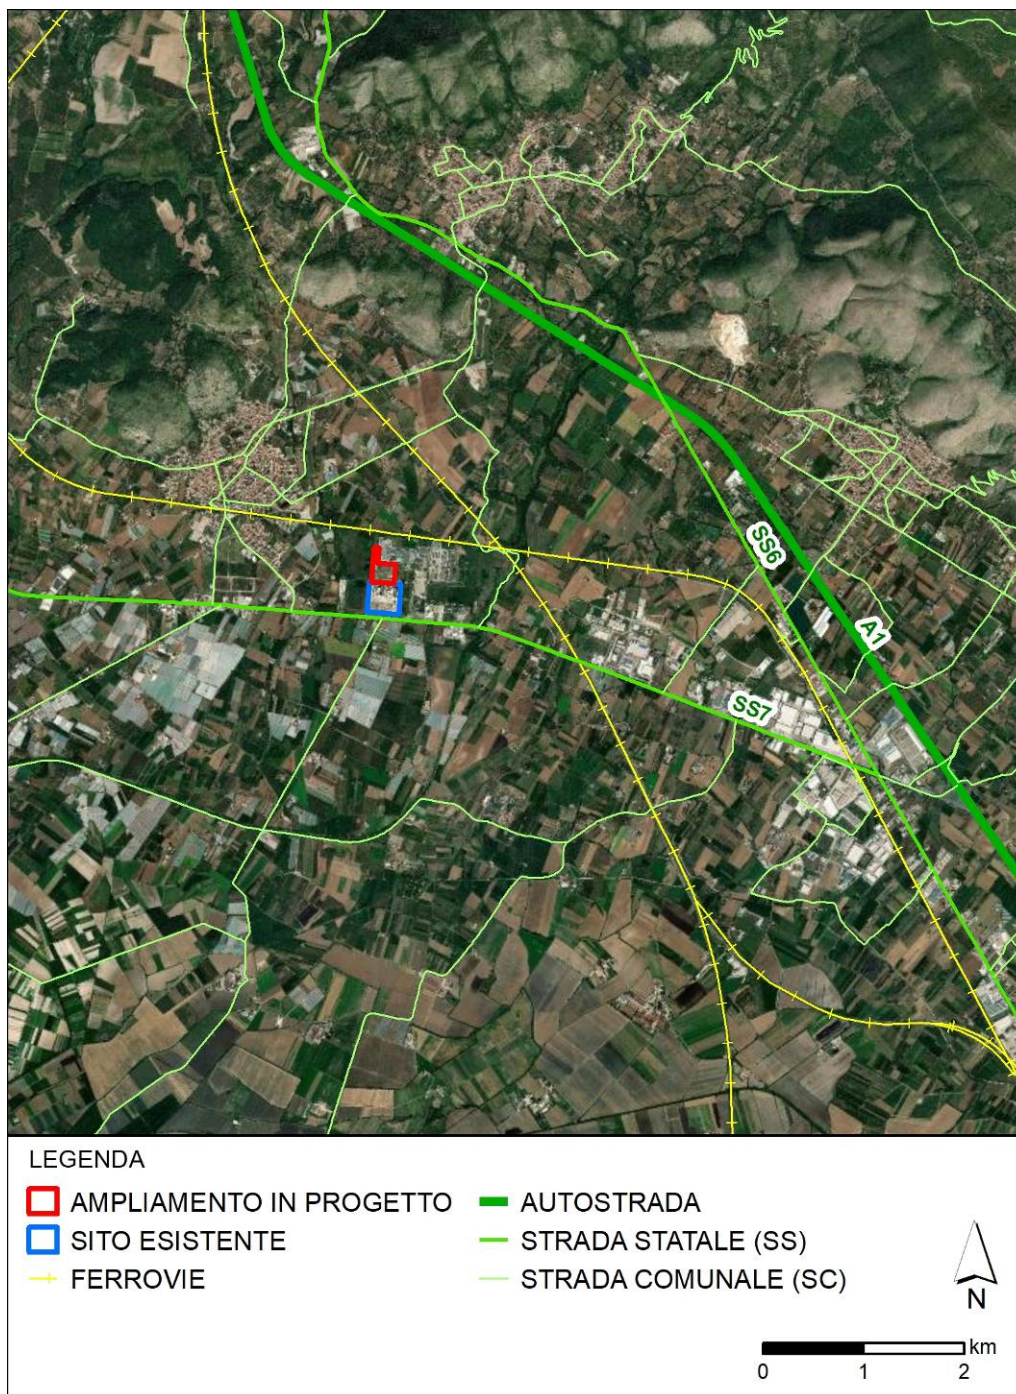 SS6
A1
SS7
LEGENDA
AMPLIAMENTO IN PROGETTO
AUTOSTRADA
SITO ESISTENTE
STRADA STATALE (SS)
FERROVIE
STRADA COMUNALE (SC)
N
km
0 1 2